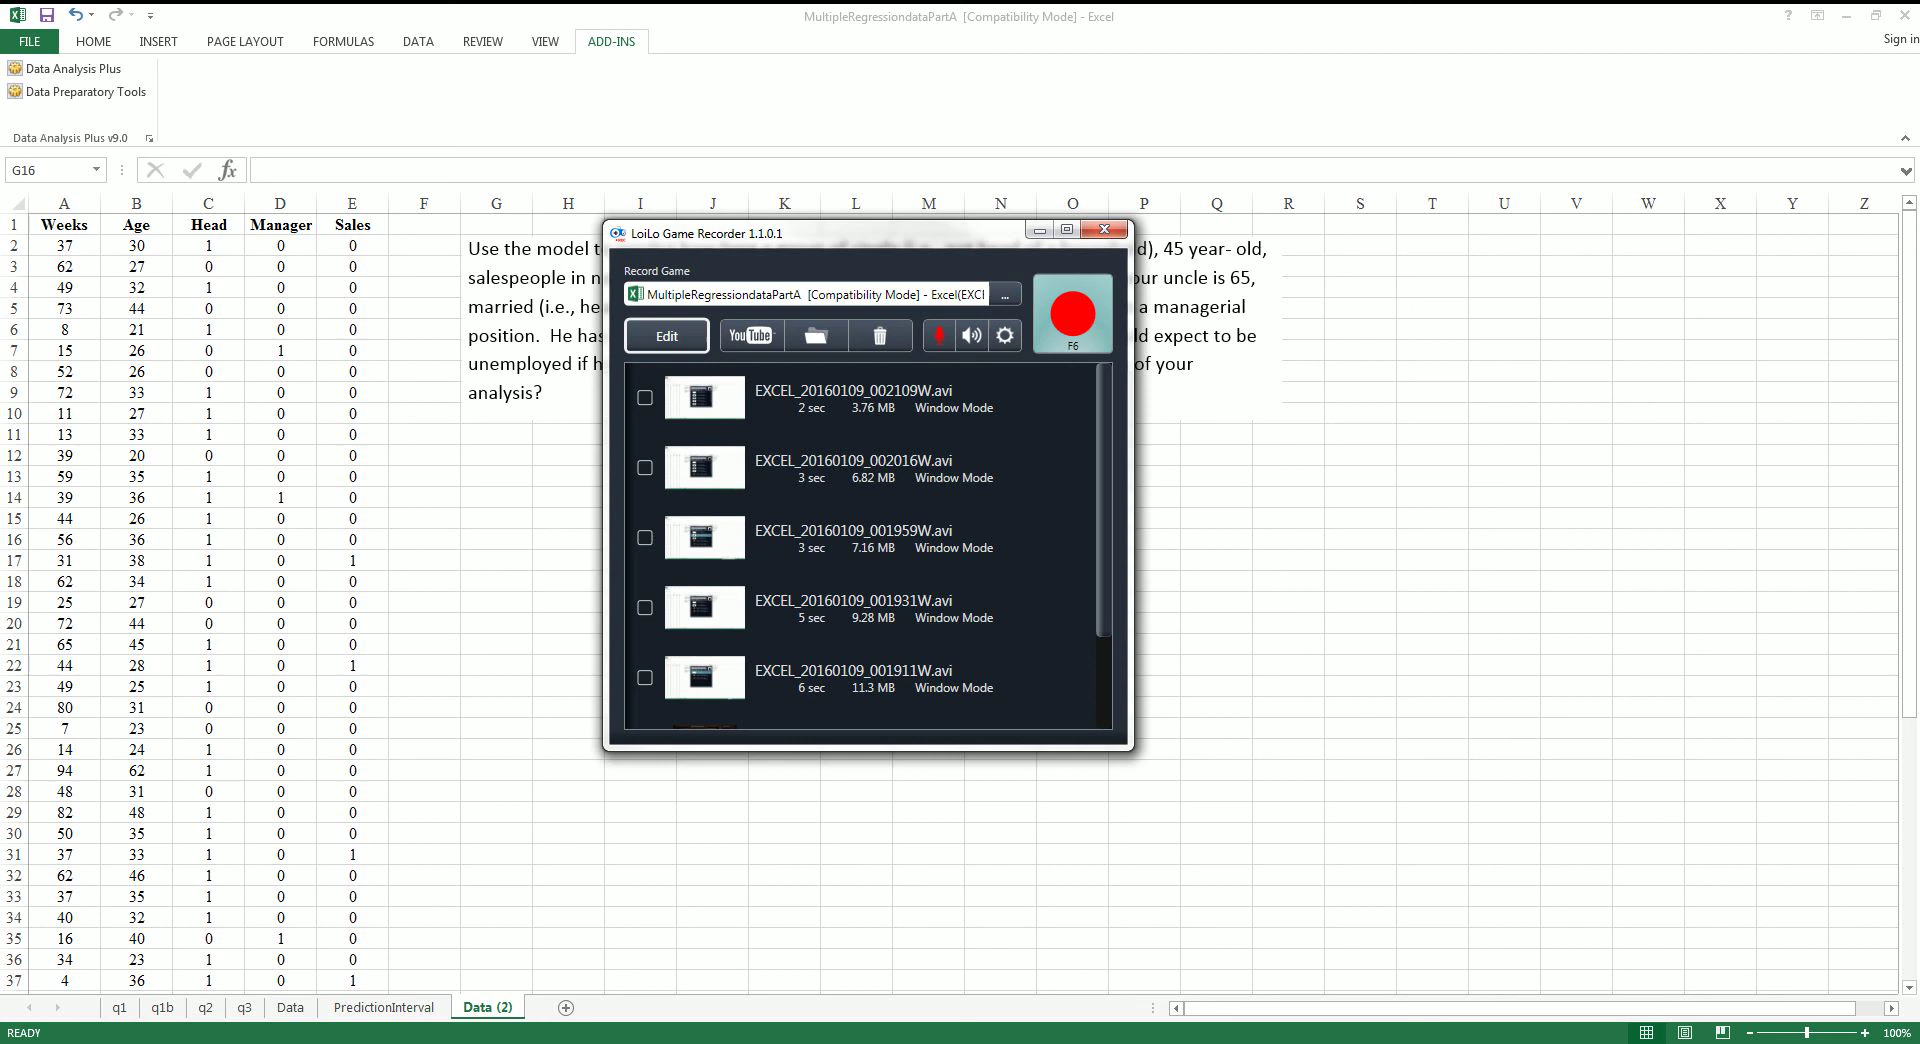 MultipleRegressiondataPartA [Compatibility Mode] - Excel
FILE HOME INSERT PAGE LAYOUT FORMULAS DATA REVIEW VIEW ADD-INS Sign in
Data Analysis Plus
Data Preparatory Tools
Data Analysis Plus v9.0
G16 fx
A B C D E F G H I J K L M N O P Q R S T U V W X Y Z
1 Weeks Age Head Manager Sales
2 37 30 1 0 0
3 62 27 0 0 0
4 49 32 1 0 0
5 73 44 0 0 0
6 8 21 1 0 0
7 15 26 0 1 0
8 52 26 0 0 0
9 72 33 1 0 0
10 11 27 1 0 0
11 13 33 1 0 0
12 39 20 0 0 0
13 59 35 1 0 0
14 39 36 1 1 0
15 44 26 1 0 0
16 56 36 1 0 0
17 31 38 1 0 1
18 62 34 1 0 0
19 25 27 0 0 0
20 72 44 0 0 0
21 65 45 1 0 0
22 44 28 1 0 1
23 49 25 1 0 0
24 80 31 0 0 0
25 7 23 0 0 0
26 14 24 1 0 0
27 94 62 1 0 0
28 48 31 0 0 0
29 82 48 1 0 0
30 50 35 1 0 0
31 37 33 1 0 1
32 62 46 1 0 0
33 37 35 1 0 0
34 40 32 1 0 0
35 16 40 0 1 0
36 34 23 1 0 0
37 4 36 1 0 1
Use the model t d), 45 year- old,
salespeople in n our uncle is 65,
married (i.e., he a managerial
position. He has ld expect to be
unemployed if h of your
analysis?
LoiLo Game Recorder 1.1.0.1
Record Game
MultipleRegressiondataPartA [Compatibility Mode] - Excel(EXCI ...
Edit YouTube F6
EXCEL_20160109_002109W.avi
2 sec 3.76 MB Window Mode
EXCEL_20160109_002016W.avi
3 sec 6.82 MB Window Mode
EXCEL_20160109_001959W.avi
3 sec 7.16 MB Window Mode
EXCEL_20160109_001931W.avi
5 sec 9.28 MB Window Mode
EXCEL_20160109_001911W.avi
6 sec 11.3 MB Window Mode
q1 q1b q2 q3 Data PredictionInterval Data (2)
READY 100%